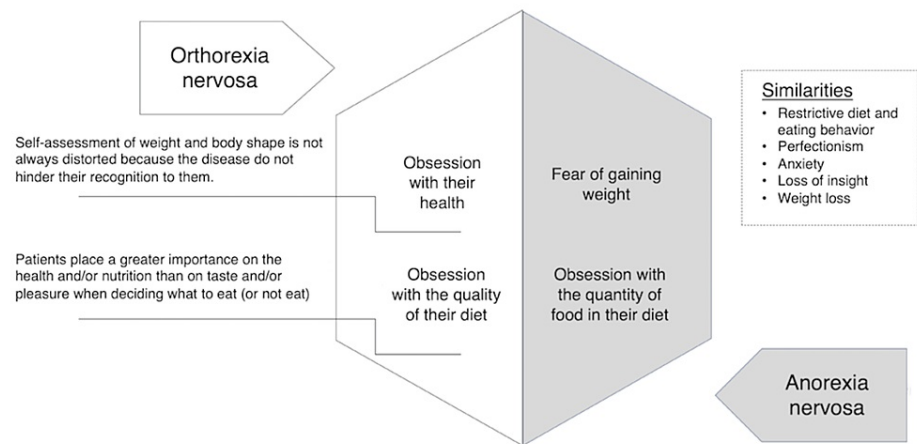 Orthorexia
nervosa
Self-assessment of weight and body shape is not
always distorted because the disease do not
hinder their recognition to them.
Patients place a greater importance on the
health and/or nutrition than on taste and/or
pleasure when deciding what to eat (or not eat)
Obsession
with their
health
Obsession
with the quality
of their diet
Fear of gaining
weight
Obsession with
the quantity of
food in their diet
Similarities
• Restrictive diet and
eating behavior
• Perfectionism
• Anxiety
• Loss of insight
• Weight loss
Anorexia
nervosa